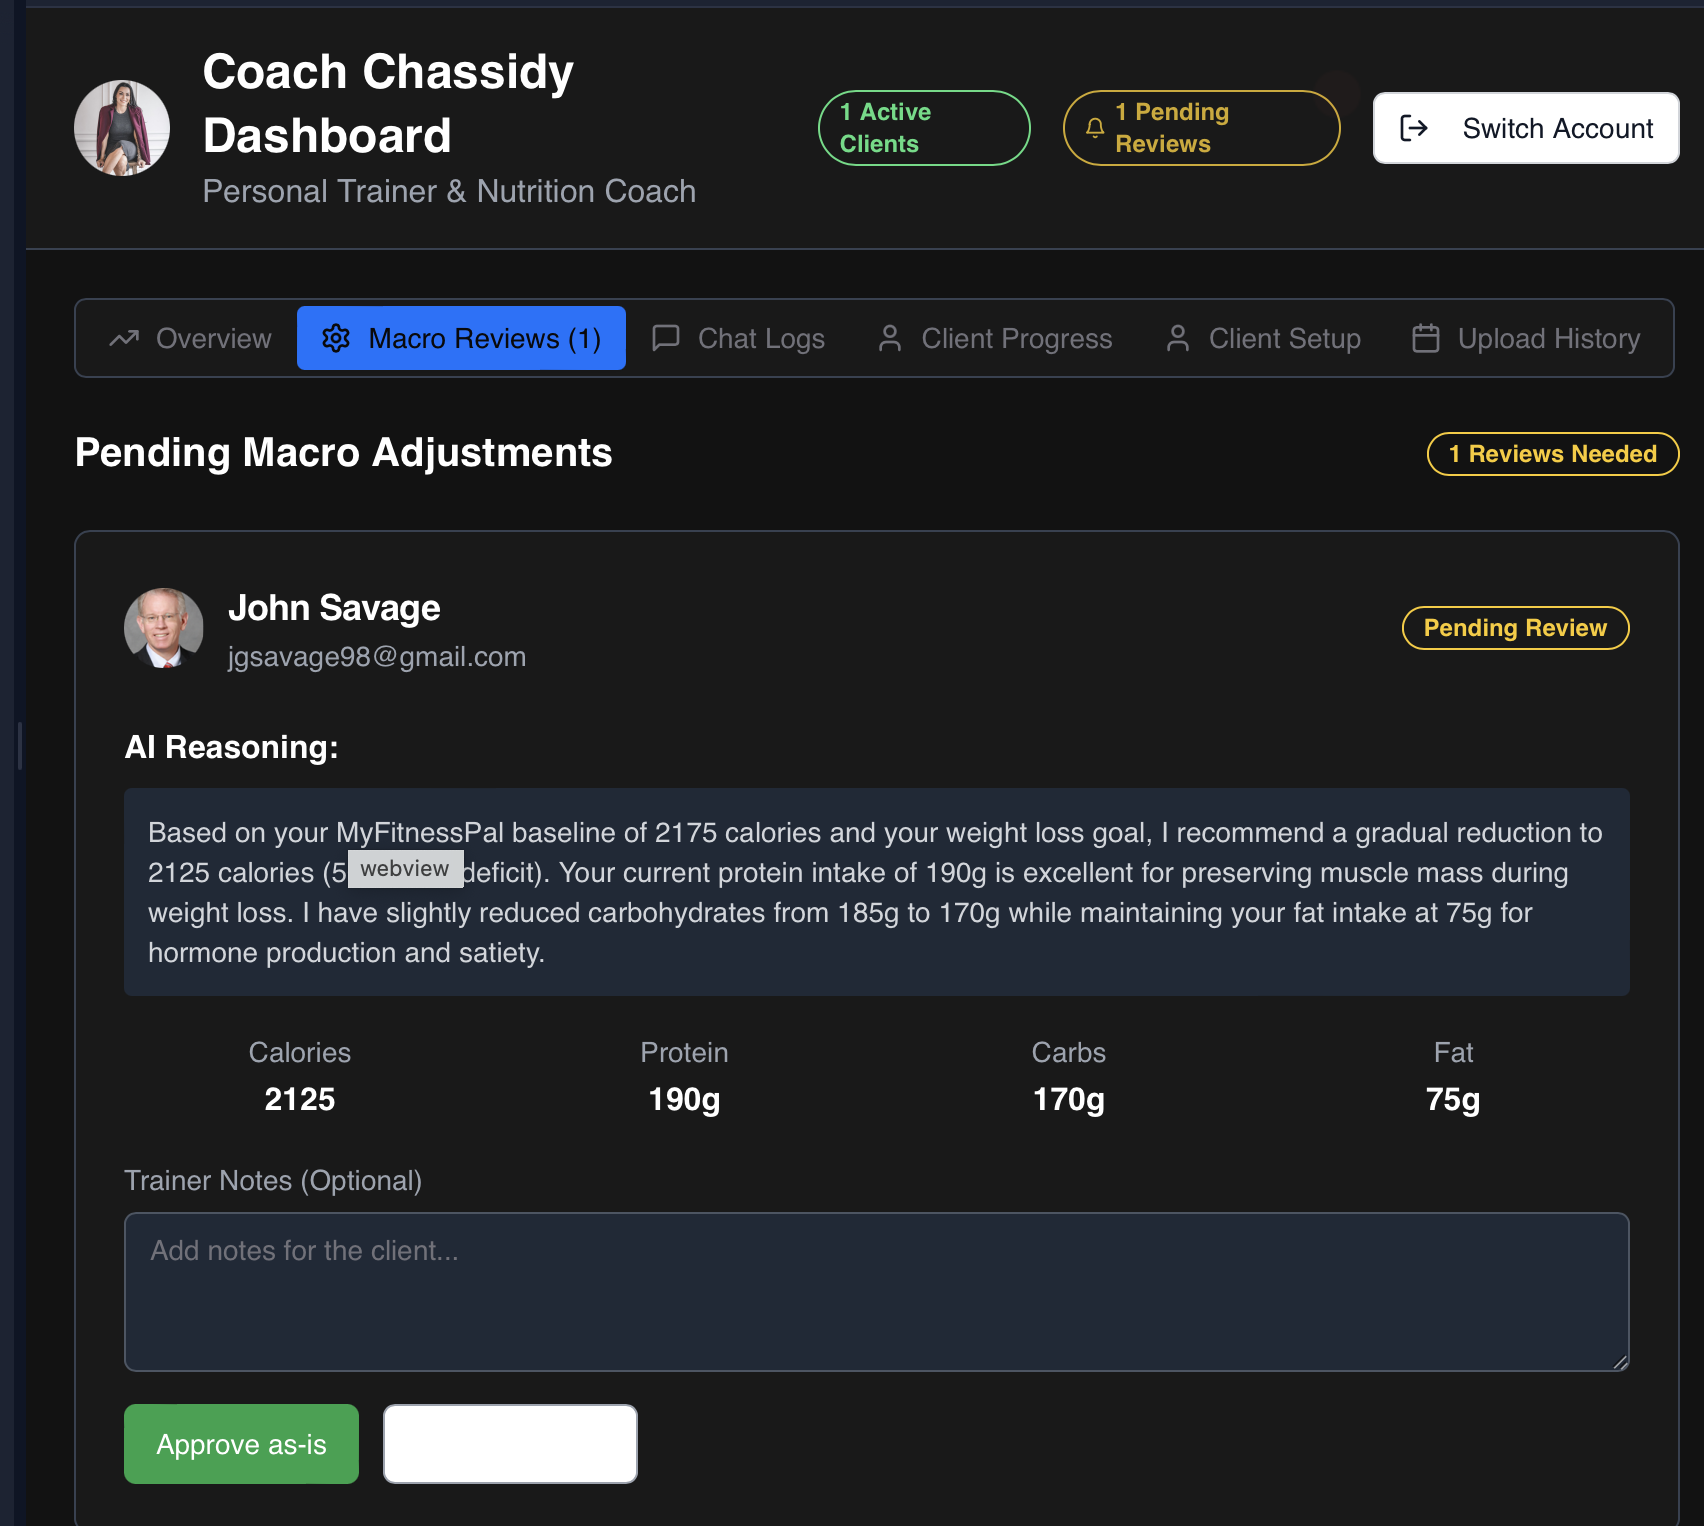 Coach Chassidy
Dashboard
Personal Trainer & Nutrition Coach
1 Active
Clients
1 Pending
Reviews
Switch Account
Overview
Macro Reviews (1)
Chat Logs
Client Progress
Client Setup
Upload History
Pending Macro Adjustments
1 Reviews Needed
John Savage
jgsavage98@gmail.com
Pending Review
AI Reasoning:
Based on your MyFitnessPal baseline of 2175 calories and your weight loss goal, I recommend a gradual reduction to
2125 calories (5 webview deficit). Your current protein intake of 190g is excellent for preserving muscle mass during
weight loss. I have slightly reduced carbohydrates from 185g to 170g while maintaining your fat intake at 75g for
hormone production and satiety.
Calories
Protein
Carbs
Fat
2125
190g
170g
75g
Trainer Notes (Optional)
Add notes for the client...
Approve as-is